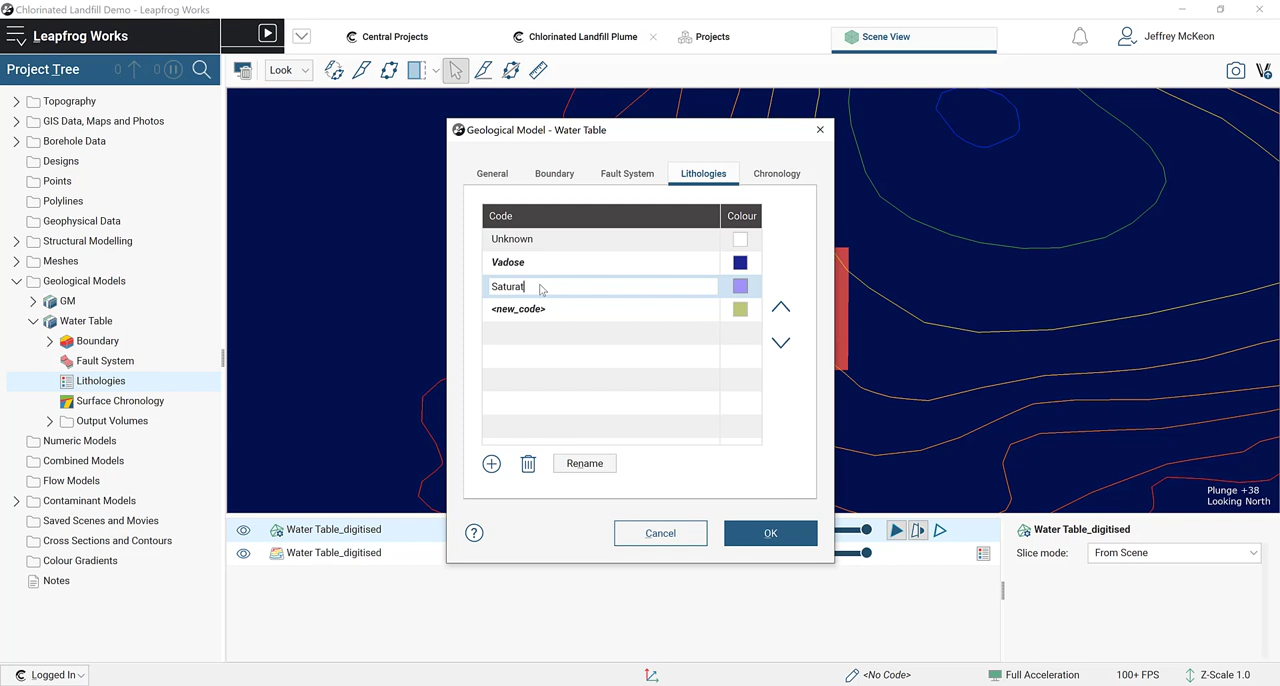 Chlorinated Landfill Demo - Leapfrog Works
Leapfrog Works
Central Projects
Chlorinated Landfill Plume
Projects
Scene View
Jeffrey McKeon
Project Tree
0
0
Look
Topography
GIS Data, Maps and Photos
Borehole Data
Designs
Points
Polylines
Geophysical Data
Structural Modelling
Meshes
Geological Models
GM
Water Table
Boundary
Fault System
Lithologies
Surface Chronology
Output Volumes
Numeric Models
Combined Models
Flow Models
Contaminant Models
Saved Scenes and Movies
Cross Sections and Contours
Colour Gradients
Notes
Geological Model - Water Table
General
Boundary
Fault System
Lithologies
Chronology
Code
Colour
Unknown
Vadose
Saturat
<new_code>
Rename
Cancel
OK
Plunge +38
Looking North
Water Table_digitised
Water Table_digitised
Water Table_digitised
Slice mode:
From Scene
Logged In
<No Code>
Full Acceleration
100+ FPS
Z-Scale 1.0